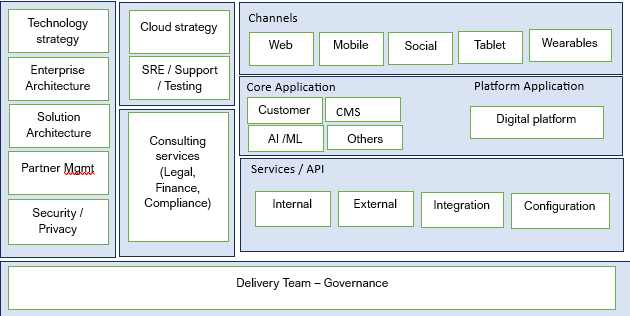 Technology
strategy
Enterprise
Architecture
Solution
Architecture
Partner Mgmt
Security /
Privacy
Cloud strategy
SRE / Support
/ Testing
Consulting
services
(Legal,
Finance,
Compliance)
Channels
Web
Mobile
Social
Tablet
Wearables
Core Application
Customer
CMS
AI /ML
Others
Platform Application
Digital platform
Services / API
Internal
External
Integration
Configuration
Delivery Team – Governance